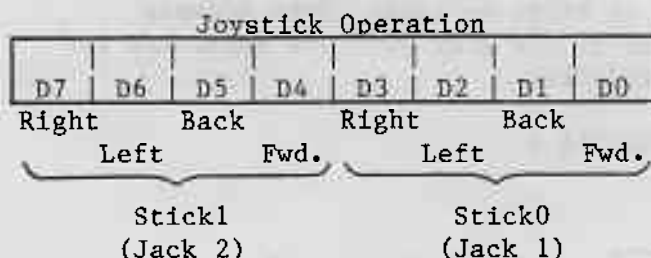 Joystick Operation
D7 D6 D5 D4 D3 D2 D1 D0
Right Back Right Back
Left Fwd. Left Fwd.
Stick1 Stick0
(Jack 2) (Jack 1)